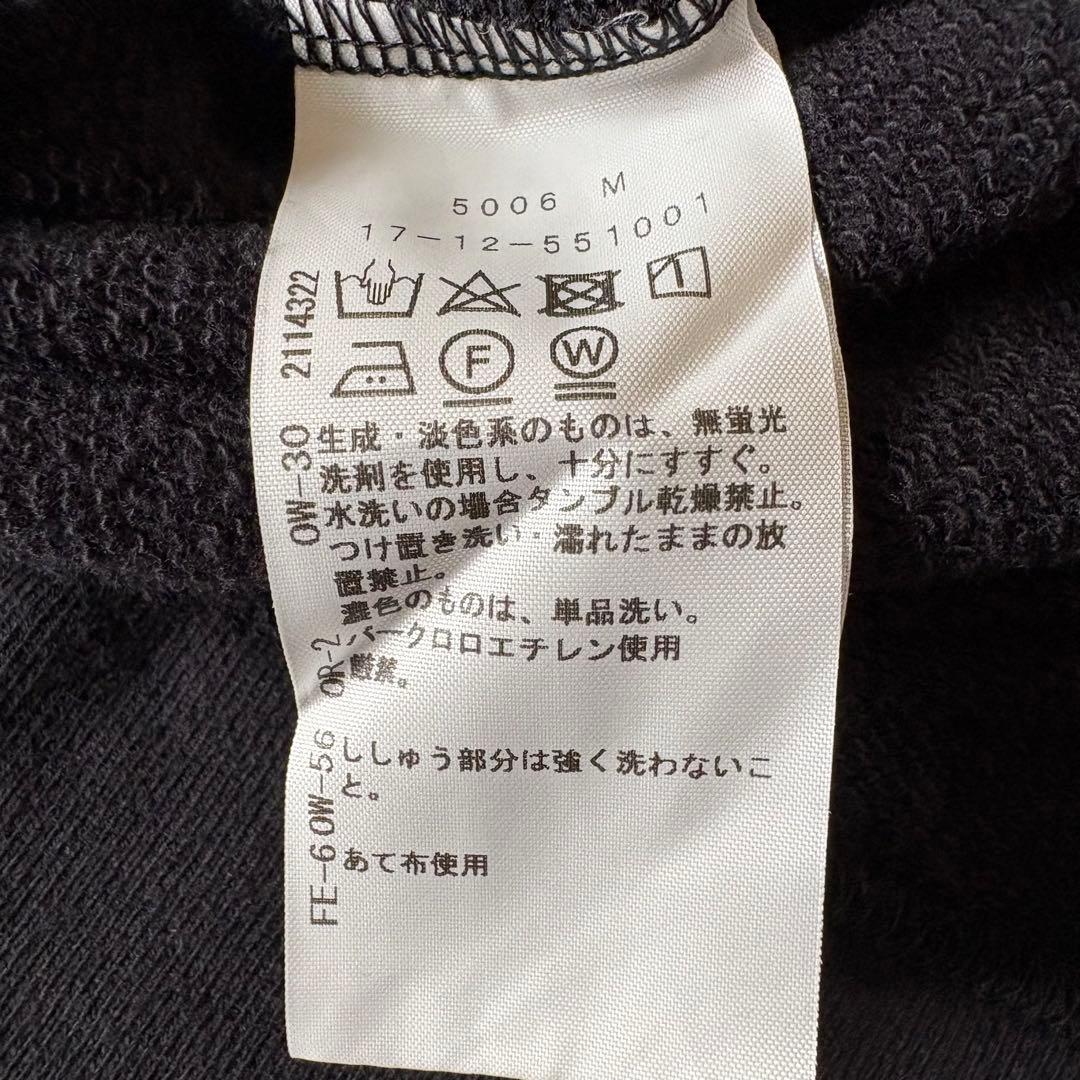 5006 M
17-12-551001
F
W
生成・淡色系のものは、無蛍光
洗剤を使用し、十分にすすぐ。
水洗いの場合タンブル乾燥禁止。
つけ置き洗い・濡れたままの放
置禁止。
濃色のものは、単品洗い。
パークロロエチレン使用
厳禁。
ししゅう部分は強く洗わないこ
と。
あて布使用
FE-6 OW-56 OR-2 OW-30 2114322